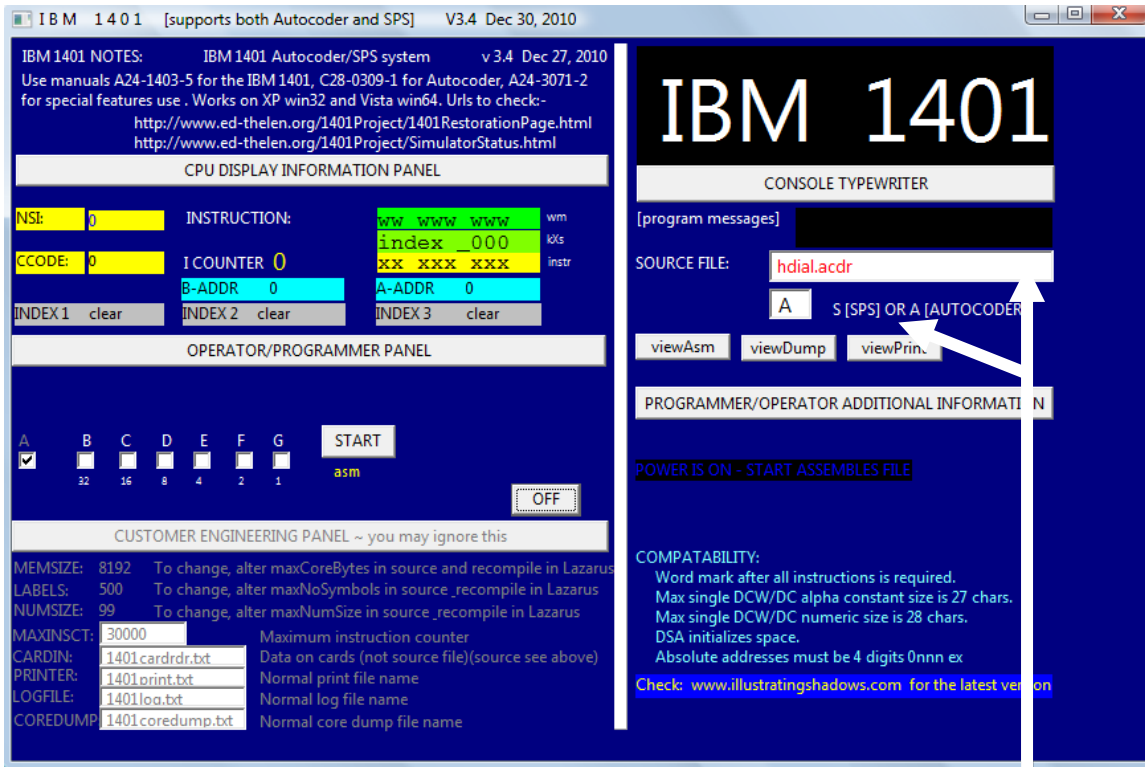 IBM 1401 [supports both Autocoder and SPS] V3.4 Dec 30, 2010
IBM 1401 NOTES: IBM 1401 Autocoder/SPS system v 3.4 Dec 27, 2010
Use manuals A24-1403-5 for the IBM 1401, C28-0309-1 for Autocoder, A24-3071-2
for special features use . Works on XP win32 and Vista win64. Urls to check:-
http://www.ed-thelen.org/1401Project/1401RestorationPage.html
http://www.ed-thelen.org/1401Project/SimulatorStatus.html
CPU DISPLAY INFORMATION PANEL
NSI: 0 INSTRUCTION: ww www www wm
index _000 kXs
CCODE: 0 I COUNTER 0 xx xxx xxx instr
B-ADDR 0 A-ADDR 0
INDEX 1 clear INDEX 2 clear INDEX 3 clear
OPERATOR/PROGRAMMER PANEL
A B C D E F G START
32 16 8 4 2 1 asm
OFF
CUSTOMER ENGINEERING PANEL ~ you may ignore this
MEMSIZE: 8192 To change, alter maxCoreBytes in source and recompile in Lazarus
LABELS: 500 To change, alter maxNoSymbols in source_recompile in Lazarus
NUMSIZE: 99 To change, alter maxNumSize in source_recompile in Lazarus
MAXINSCT: 30000 Maximum instruction counter
CARDIN: 1401cardrdr.txt Data on cards (not source file)(source see above)
PRINTER: 1401print.txt Normal print file name
LOGFILE: 1401log.txt Normal log file name
COREDUMP 1401coredump.txt Normal core dump file name
IBM 1401
CONSOLE TYPEWRITER
[program messages]
SOURCE FILE: hdial.acdr
A S [SPS] OR A [AUTOCODER
viewAsm viewDump viewPrint
PROGRAMMER/OPERATOR ADDITIONAL INFORMATION
POWER IS ON - START ASSEMBLES FILE
COMPATABILITY:
Word mark after all instructions is required.
Max single DCW/DC alpha constant size is 27 chars.
Max single DCW/DC numeric size is 28 chars.
DSA initializes space.
Absolute addresses must be 4 digits 0nnn ex
Check: www.illustratingshadows.com for the latest version